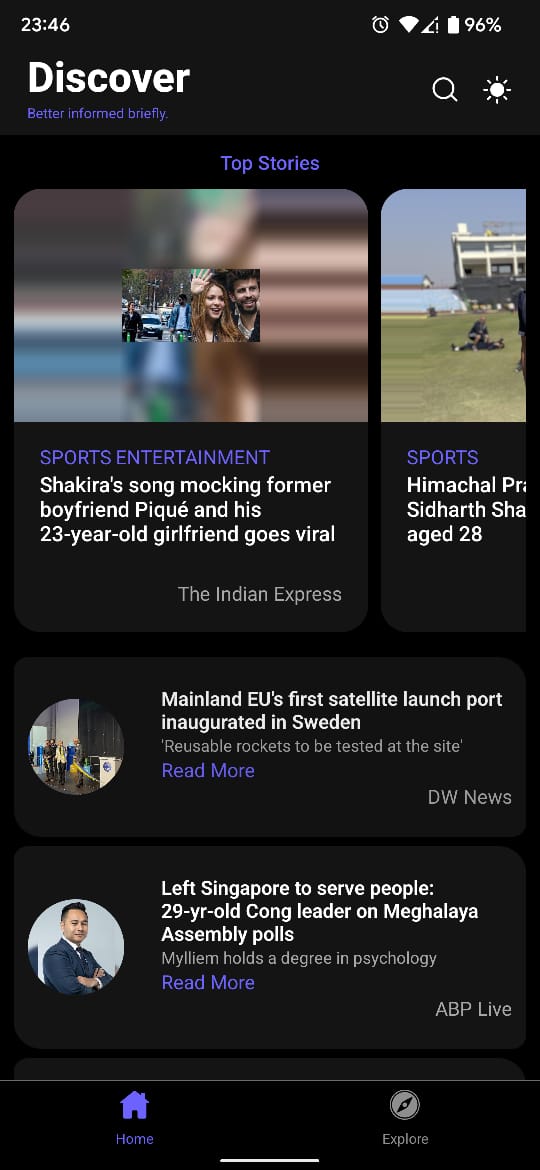 23:46
96%
Discover
Better informed briefly.
Top Stories
SPORTS ENTERTAINMENT
Shakira's song mocking former
boyfriend Piqué and his
23-year-old girlfriend goes viral
The Indian Express
SPORTS
Himachal Pra
Sidharth Sha
aged 28
Mainland EU's first satellite launch port
inaugurated in Sweden
'Reusable rockets to be tested at the site'
Read More
DW News
Left Singapore to serve people:
29-yr-old Cong leader on Meghalaya
Assembly polls
Mylliem holds a degree in psychology
Read More
ABP Live
Home
Explore